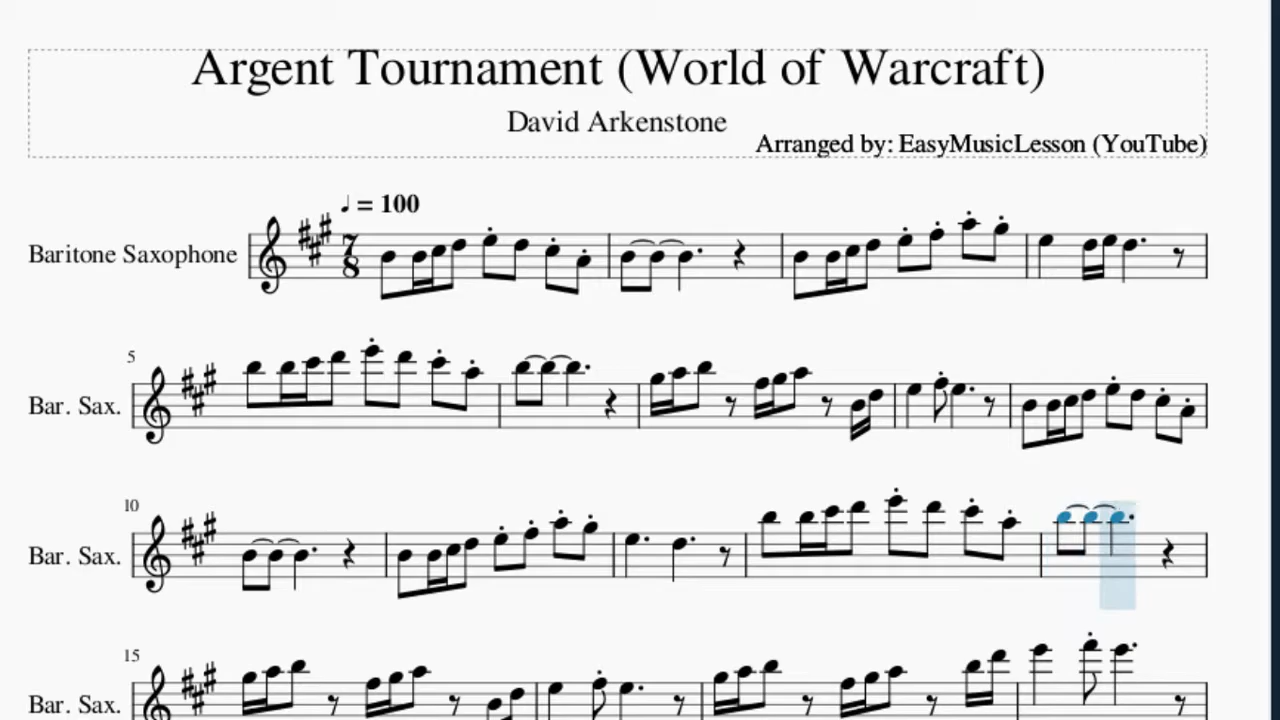 Argent Tournament (World of Warcraft)
David Arkenstone
Arranged by: EasyMusicLesson (YouTube)
♩ = 100
Baritone Saxophone
7
8
5
Bar. Sax.
10
Bar. Sax.
15
Bar. Sax.